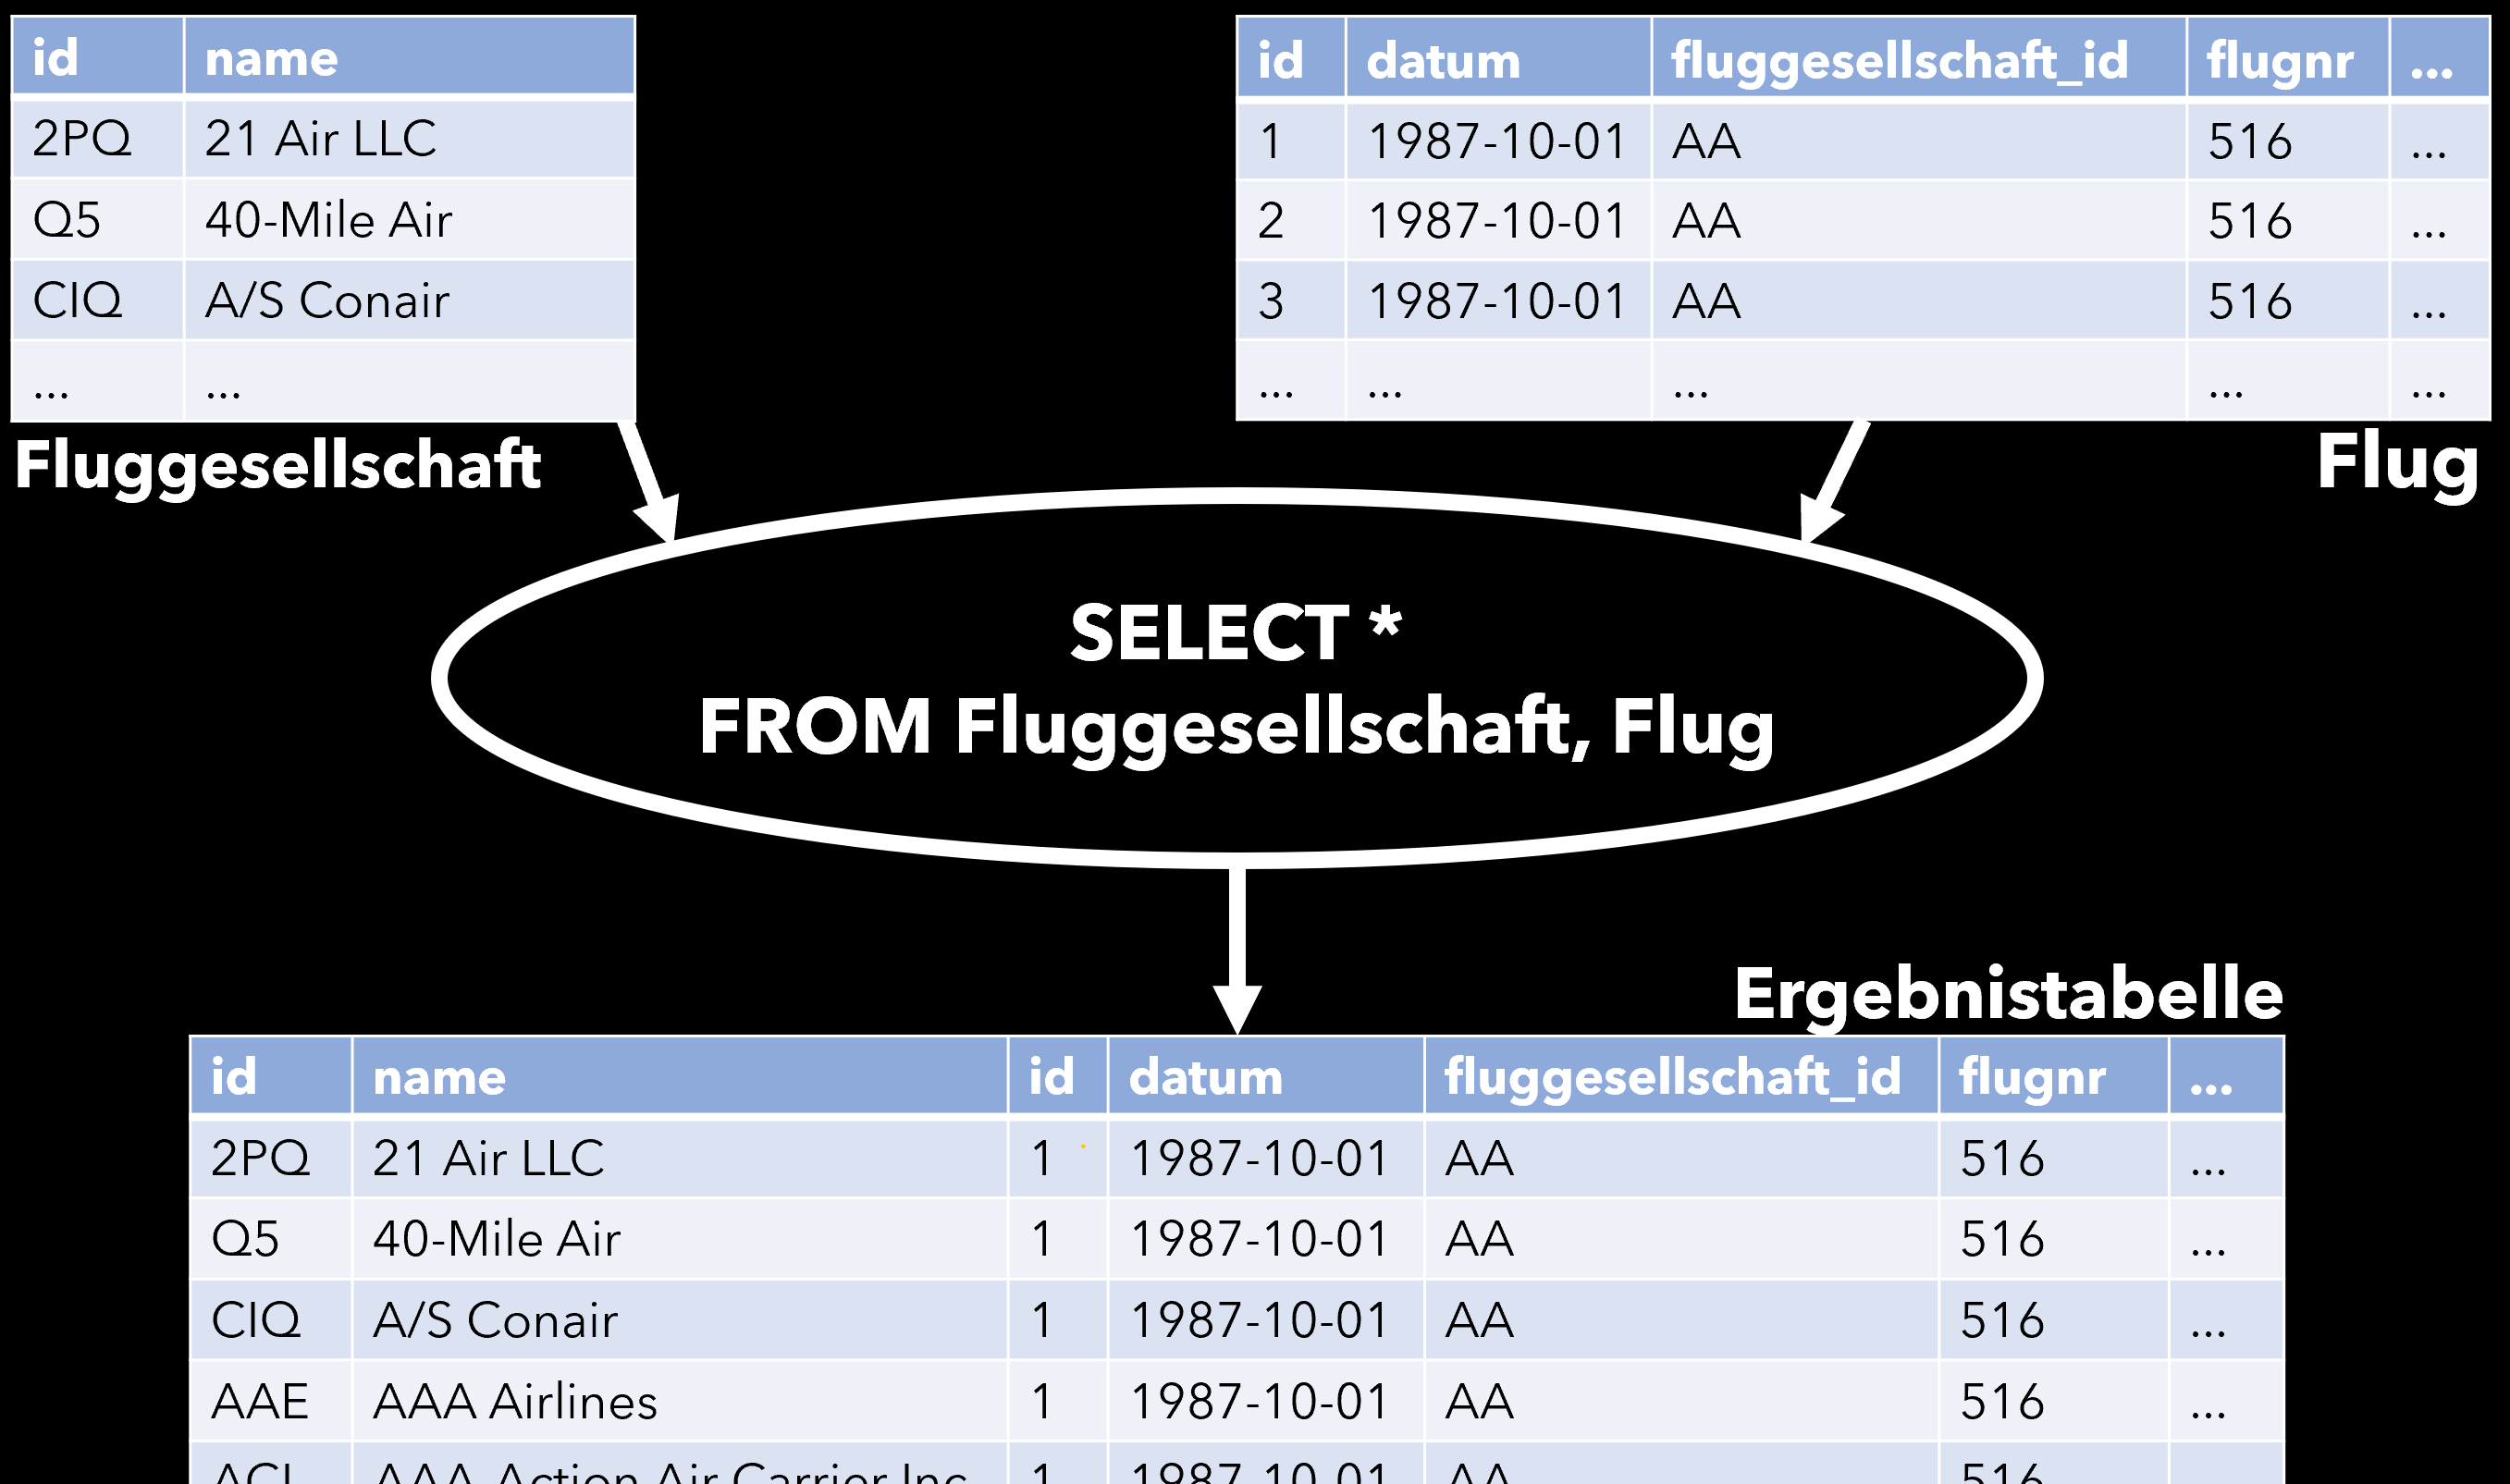 id name
2PQ 21 Air LLC
Q5 40-Mile Air
CIQ A/S Conair
... ...
Fluggesellschaft
id datum fluggesellschaft_id flugnr ...
1 1987-10-01 AA 516 ...
2 1987-10-01 AA 516 ...
3 1987-10-01 AA 516 ...
... ... ... ... ...
Flug
SELECT *
FROM Fluggesellschaft, Flug
Ergebnistabelle
id name id datum fluggesellschaft_id flugnr ...
2PQ 21 Air LLC 1 1987-10-01 AA 516 ...
Q5 40-Mile Air 1 1987-10-01 AA 516 ...
CIQ A/S Conair 1 1987-10-01 AA 516 ...
AAE AAA Airlines 1 1987-10-01 AA 516 ...
AAA Action Air Carrier Inc 1 1987-10-01 AA 516